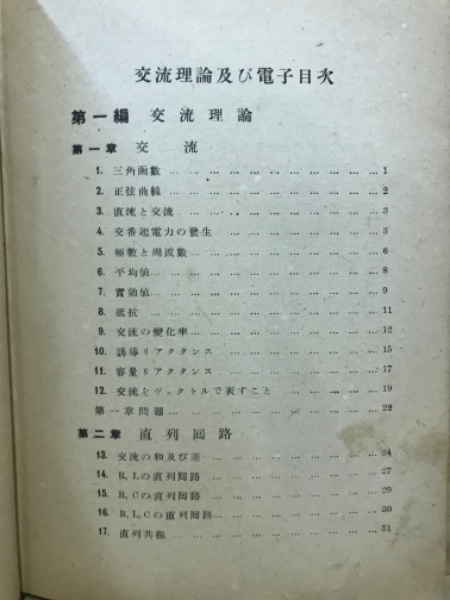 交流理論及び電子目次
第一編 交流理論
第一章 交流
1. 三角函數 … 1
2. 正弦曲線 … 2
3. 直流と交流 … 3
4. 交番起電力の發生 … 3
5. 極數と周波數 … 6
6. 平均値 … 8
7. 實効値 … 9
8. 抵抗 … 11
9. 交流の變化率 … 12
10. 誘導リアクタンス … 15
11. 容量リアクタンス … 17
12. 交流をヴェクトルで表すこと … 19
第一章問題 … 22
第二章 直列回路
13. 交流の和及び差 … 24
14. R, Lの直列囘路 … 27
15. R, Cの直列囘路 … 29
16. R, L, Cの直列囘路 … 30
17. 直列共振 … 31